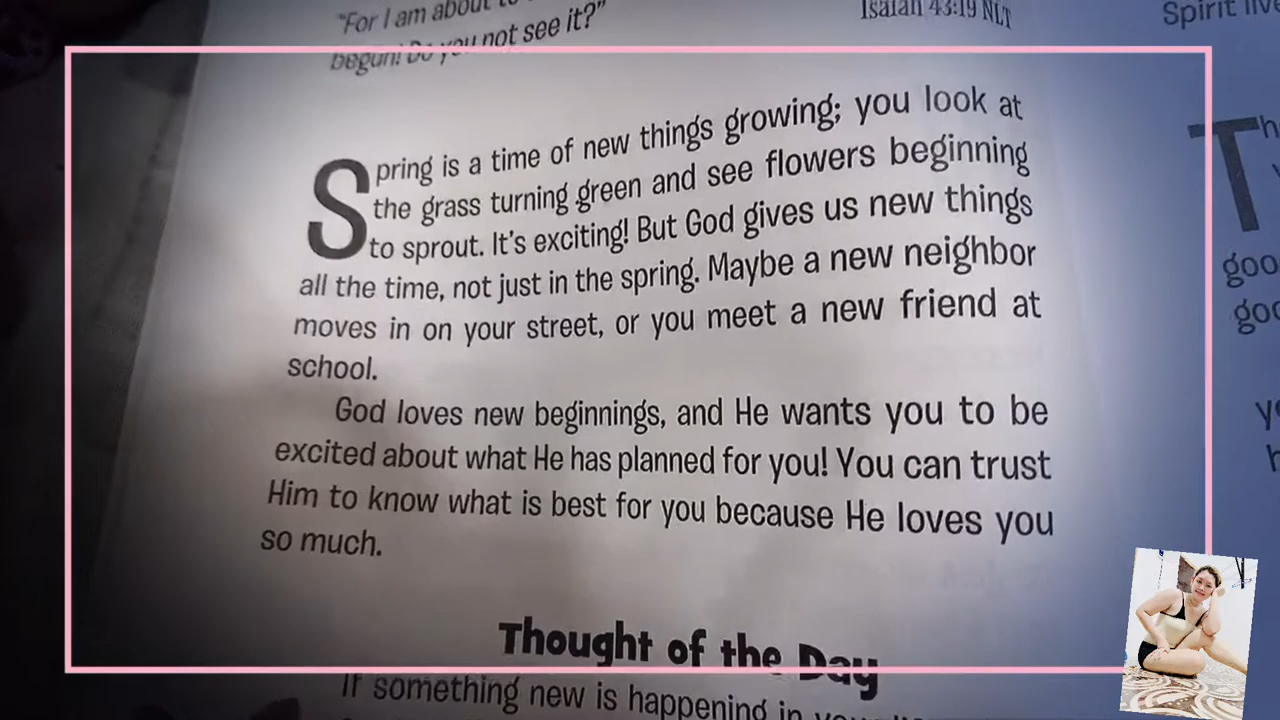 "For I am about to
begun! Do you not see it?"
Isaiah 43:19 NLT
Spring is a time of new things growing; you look at
the grass turning green and see flowers beginning
to sprout. It's exciting! But God gives us new things
all the time, not just in the spring. Maybe a new neighbor
moves in on your street, or you meet a new friend at
school.
God loves new beginnings, and He wants you to be
excited about what He has planned for you! You can trust
Him to know what is best for you because He loves you
so much.
Thought of the Day
If something new is happening in
Spirit
goo